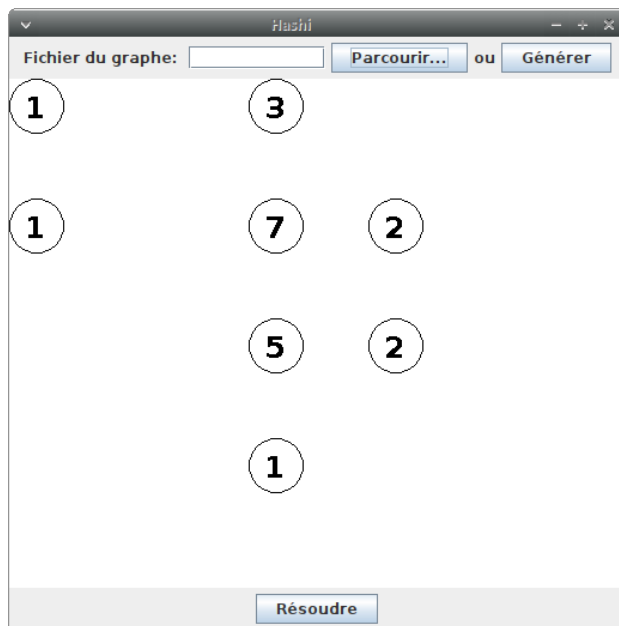 Hashi
Fichier du graphe: Parcourir... ou Générer
1 3
1 7 2
5 2
1
Résoudre